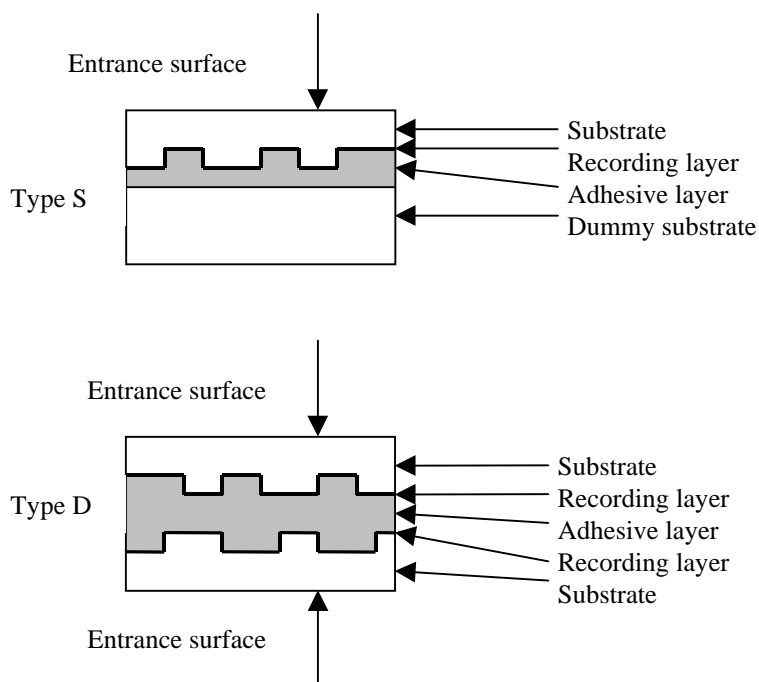 Entrance surface
Substrate
Recording layer
Type S
Adhesive layer
Dummy substrate
Entrance surface
Substrate
Type D
Recording layer
Adhesive layer
Recording layer
Substrate
Entrance surface